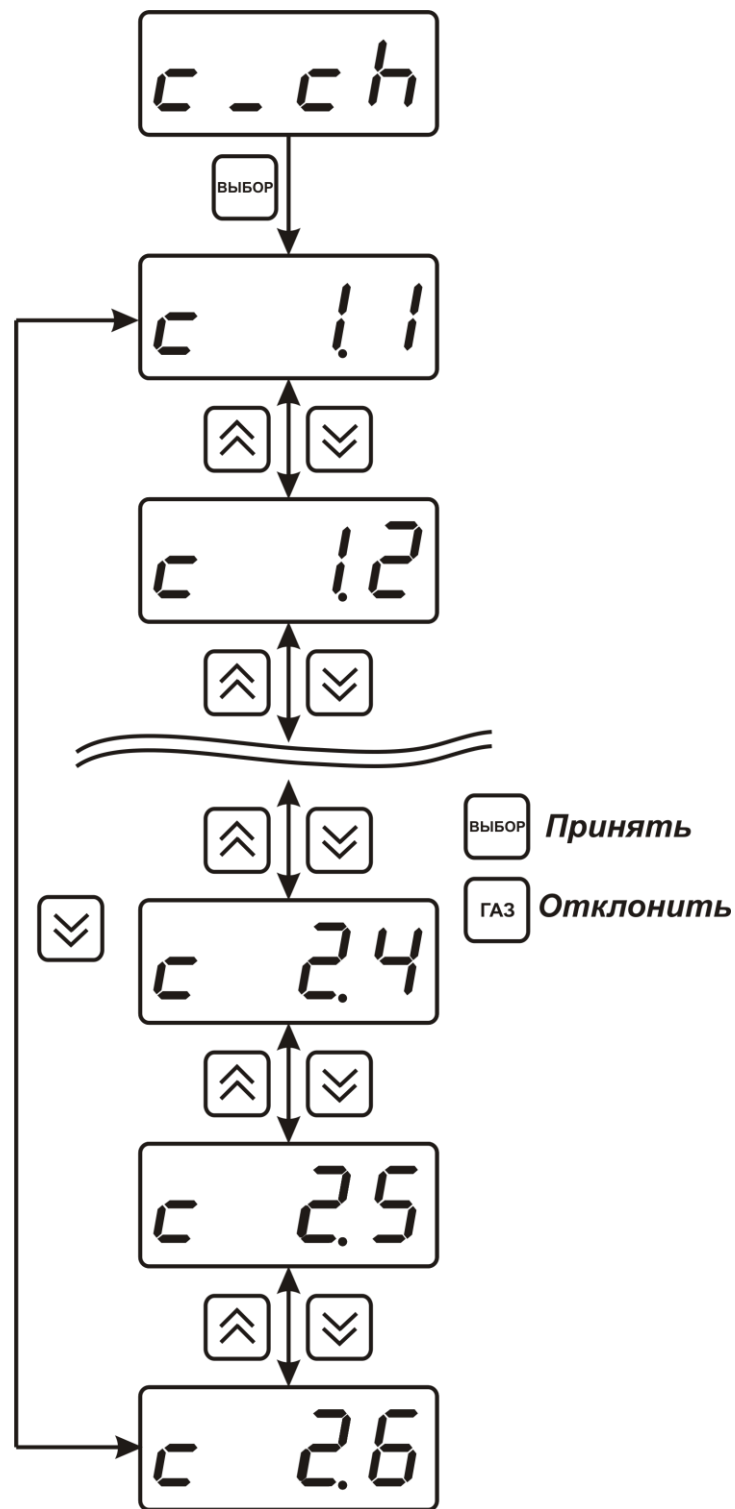 c_ch
ВЫБОР
c 1.1
c 1.2
ВЫБОР Принять
ГАЗ Отклонить
c 2.4
c 2.5
c 2.6